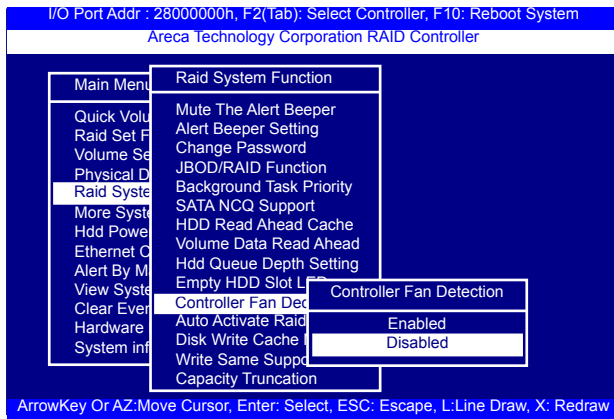 I/O Port Addr : 28000000h, F2(Tab): Select Controller, F10: Reboot System
Areca Technology Corporation RAID Controller
Main Menu
Quick Volu
Raid Set F
Volume Se
Physical D
Raid Syste
More Syste
Hdd Powe
Ethernet C
Alert By M
View Syste
Clear Even
Hardware
System inf
Raid System Function
Mute The Alert Beeper
Alert Beeper Setting
Change Password
JBOD/RAID Function
Background Task Priority
SATA NCQ Support
HDD Read Ahead Cache
Volume Data Read Ahead
Hdd Queue Depth Setting
Empty HDD Slot LED
Controller Fan Dec
Auto Activate Raid
Disk Write Cache
Write Same Suppo
Capacity Truncation
Controller Fan Detection
Enabled
Disabled
ArrowKey Or AZ:Move Cursor, Enter: Select, ESC: Escape, L:Line Draw, X: Redraw